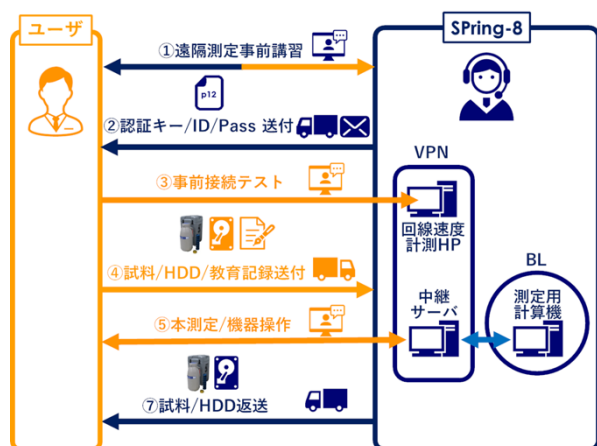 ユーザ
SPring-8
①遠隔測定事前講習
p12
②認証キー/ID/Pass 送付
VPN
③事前接続テスト
回線速度
計測HP
BL
④試料/HDD/教育記録送付
中継
サーバ
測定用
計算機
⑤本測定/機器操作
⑦試料/HDD返送